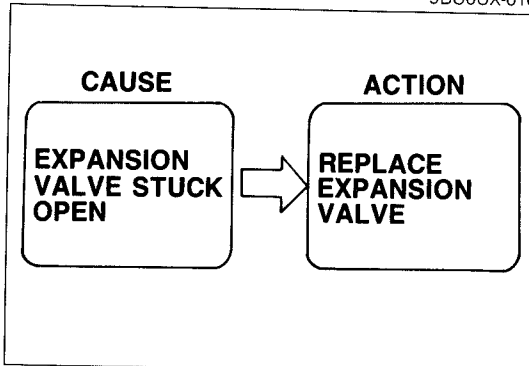 CAUSE
ACTION
EXPANSION
VALVE STUCK
OPEN
REPLACE
EXPANSION
VALVE